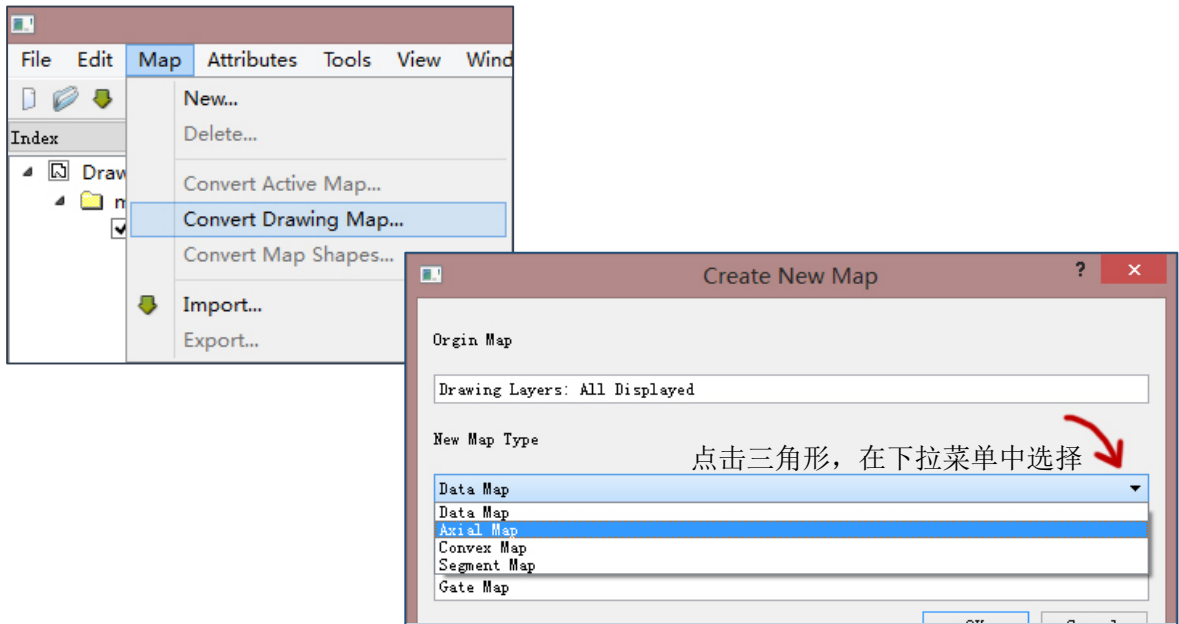 File Edit Map Attributes Tools View Wind
New...
Index
Delete...
Draw
Convert Active Map...
Convert Drawing Map...
Convert Map Shapes...
Import...
Export...
Create New Map ? ×
Orgin Map
Drawing Layers: All Displayed
New Map Type
点击三角形，在下拉菜单中选择
Data Map
Data Map
Axial Map
Convex Map
Segment Map
Gate Map